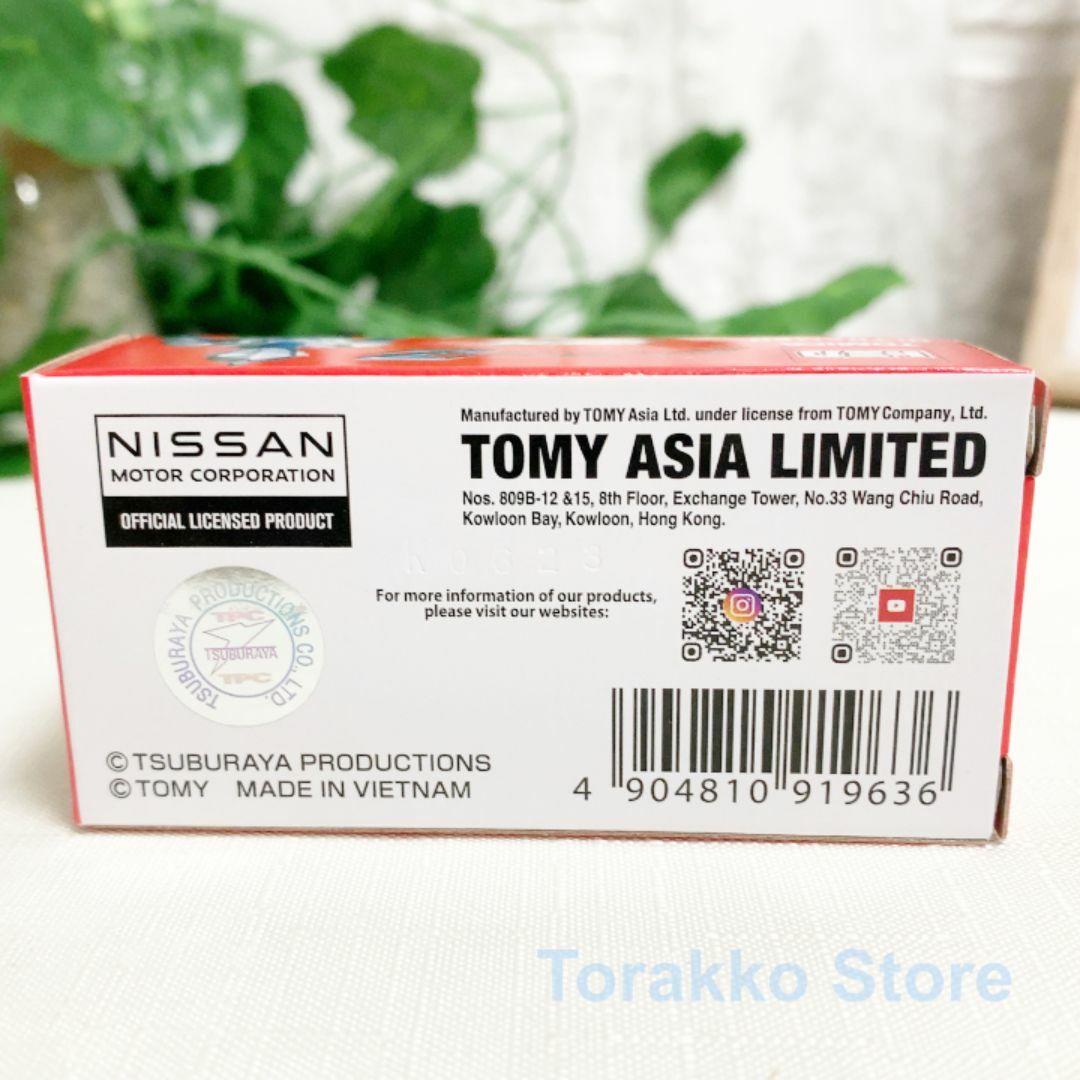 NISSAN
MOTOR CORPORATION
OFFICIAL LICENSED PRODUCT
Manufactured by TOMY Asia Ltd. under license from TOMY Company, Ltd.
TOMY ASIA LIMITED
Nos. 809B-12 &15, 8th Floor, Exchange Tower, No.33 Wang Chiu Road,
Kowloon Bay, Kowloon, Hong Kong.
For more information of our products,
please visit our websites:
TSUBURAYA PRODUCTIONS CO., LTD.
TPC
TSUBURAYA
TPC
©TSUBURAYA PRODUCTIONS
©TOMY MADE IN VIETNAM
4 904810 919636
Torakko Store